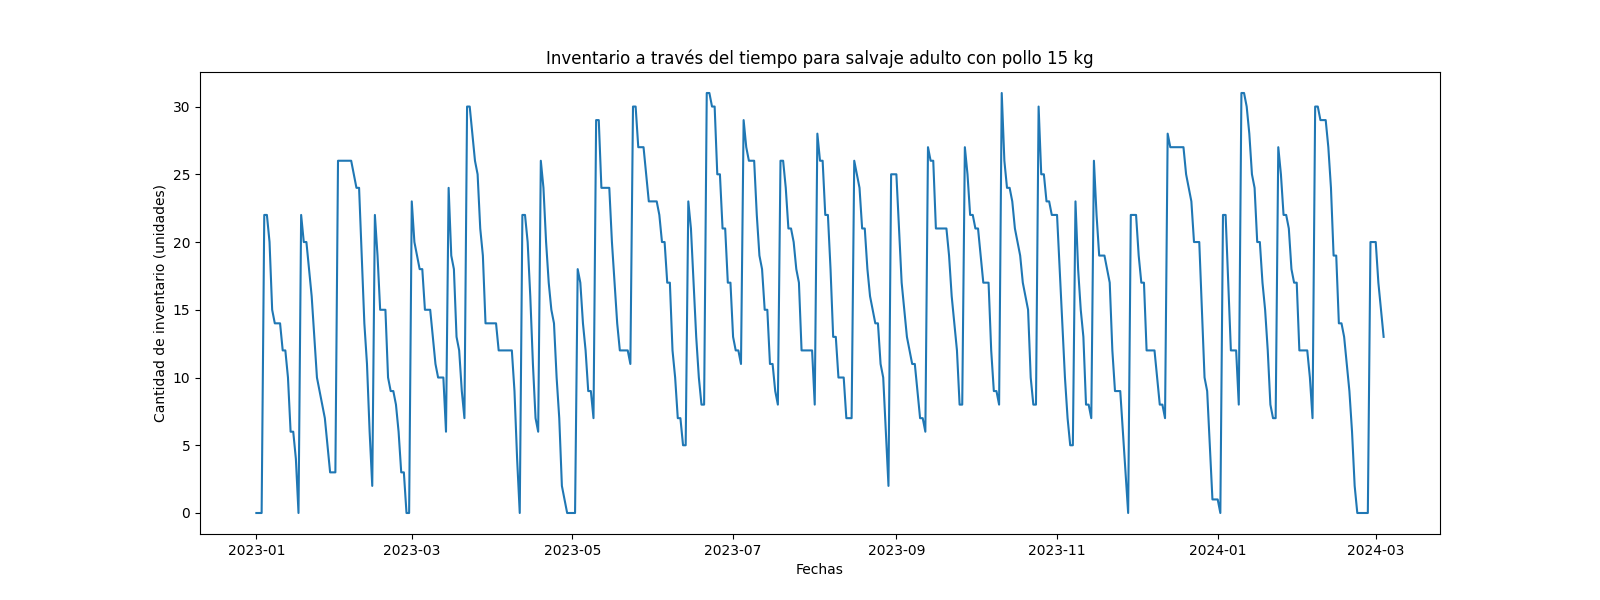 Inventario a través del tiempo para salvaje adulto con pollo 15 kg
Cantidad de inventario (unidades)
30
25
20
15
10
5
0
2023-01 2023-03 2023-05 2023-07 2023-09 2023-11 2024-01 2024-03
Fechas